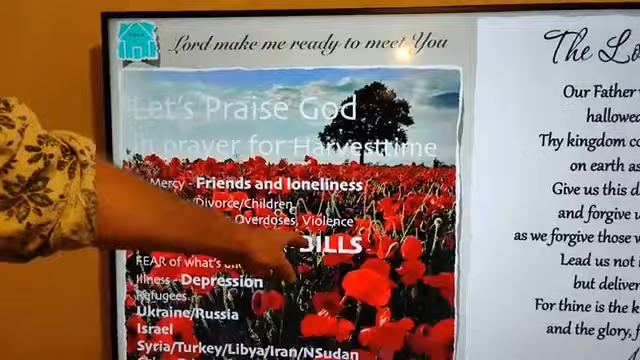 Lord make me ready to meet You
Let's Praise God
in prayer for Harvesttime
Mercy - Friends and loneliness
Divorce/Children
Overdoses, Violence
BILLS
FEAR of what's
Illness - Depression
Refugees
Ukraine/Russia
Israel
Syria/Turkey/Libya/Iran/NSudan
The Lo
Our Father
hallowed
Thy kingdom c
on earth as
Give us this d
and forgive
as we forgive those w
Lead us not i
but deliver
For thine is the k
and the glory, f